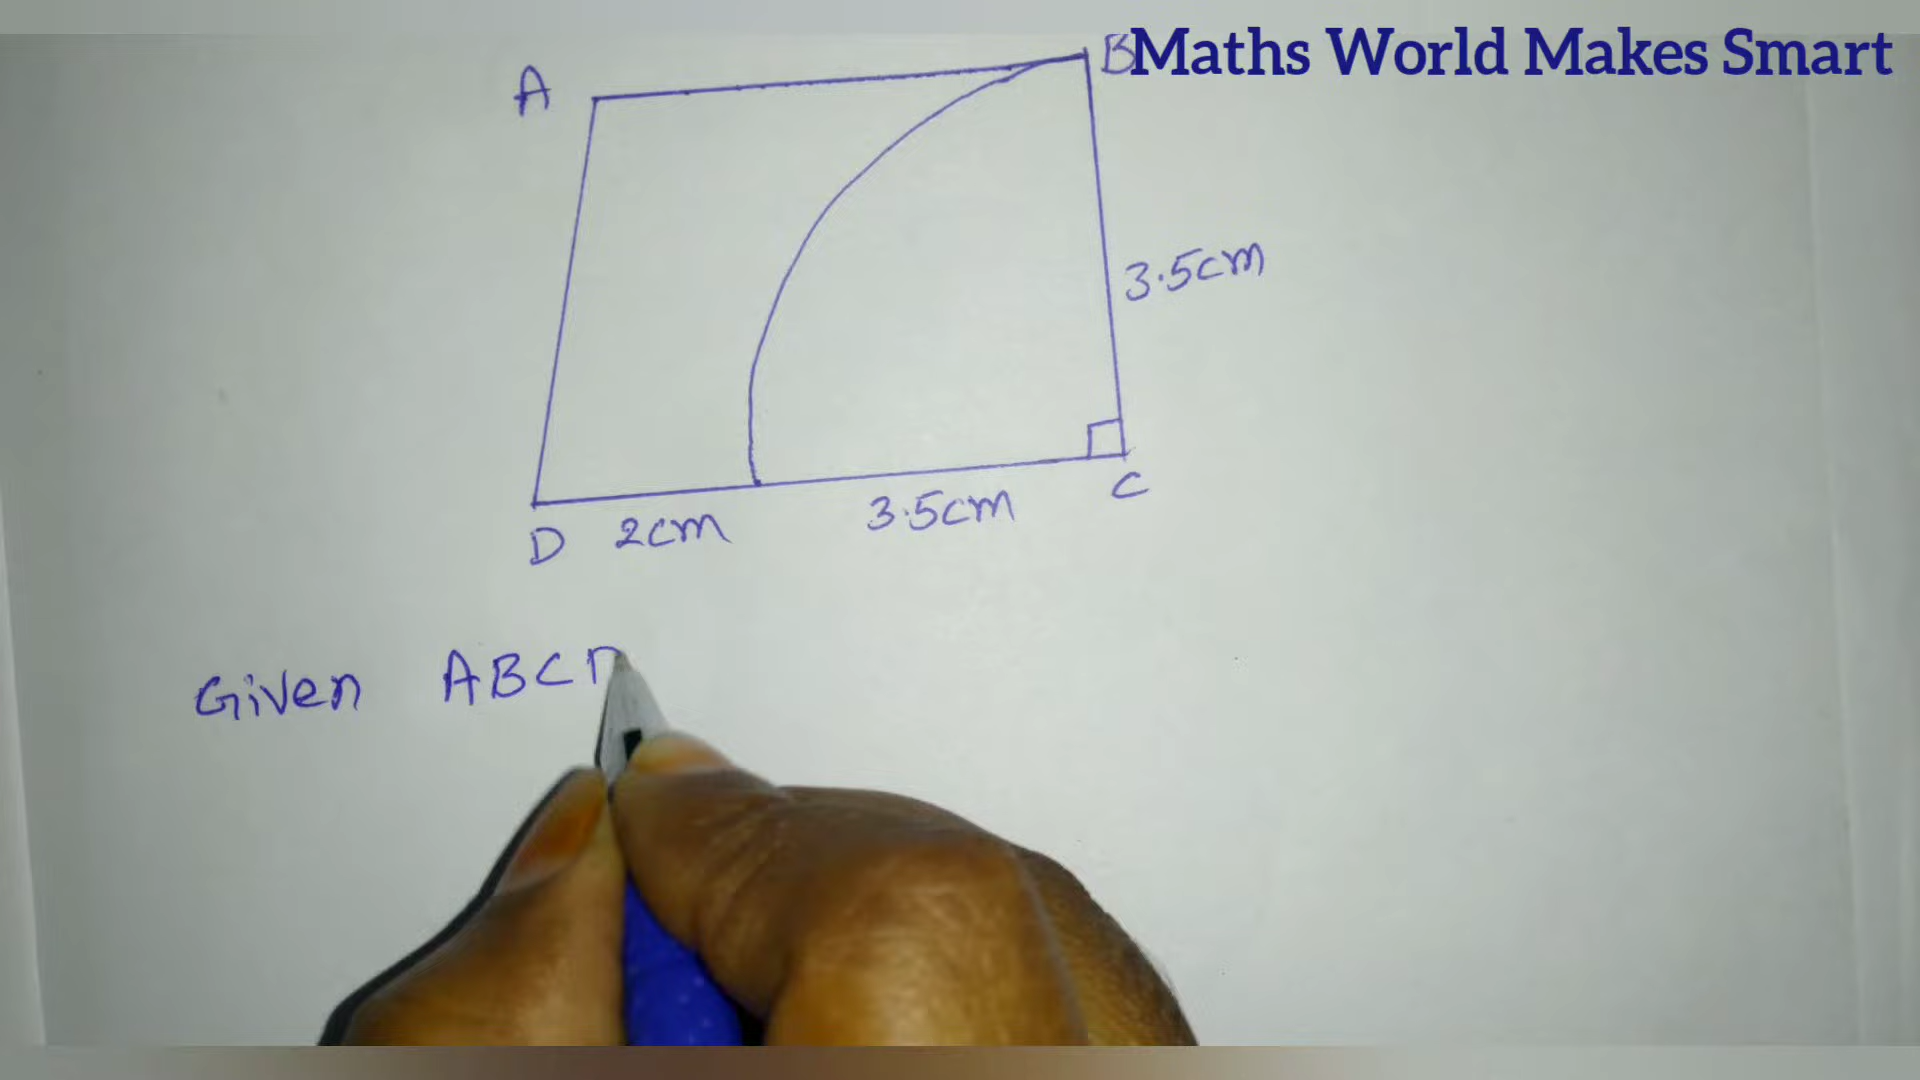 Maths World Makes Smart
A
B
3.5cm
C
D 2cm 3.5cm
Given ABCD